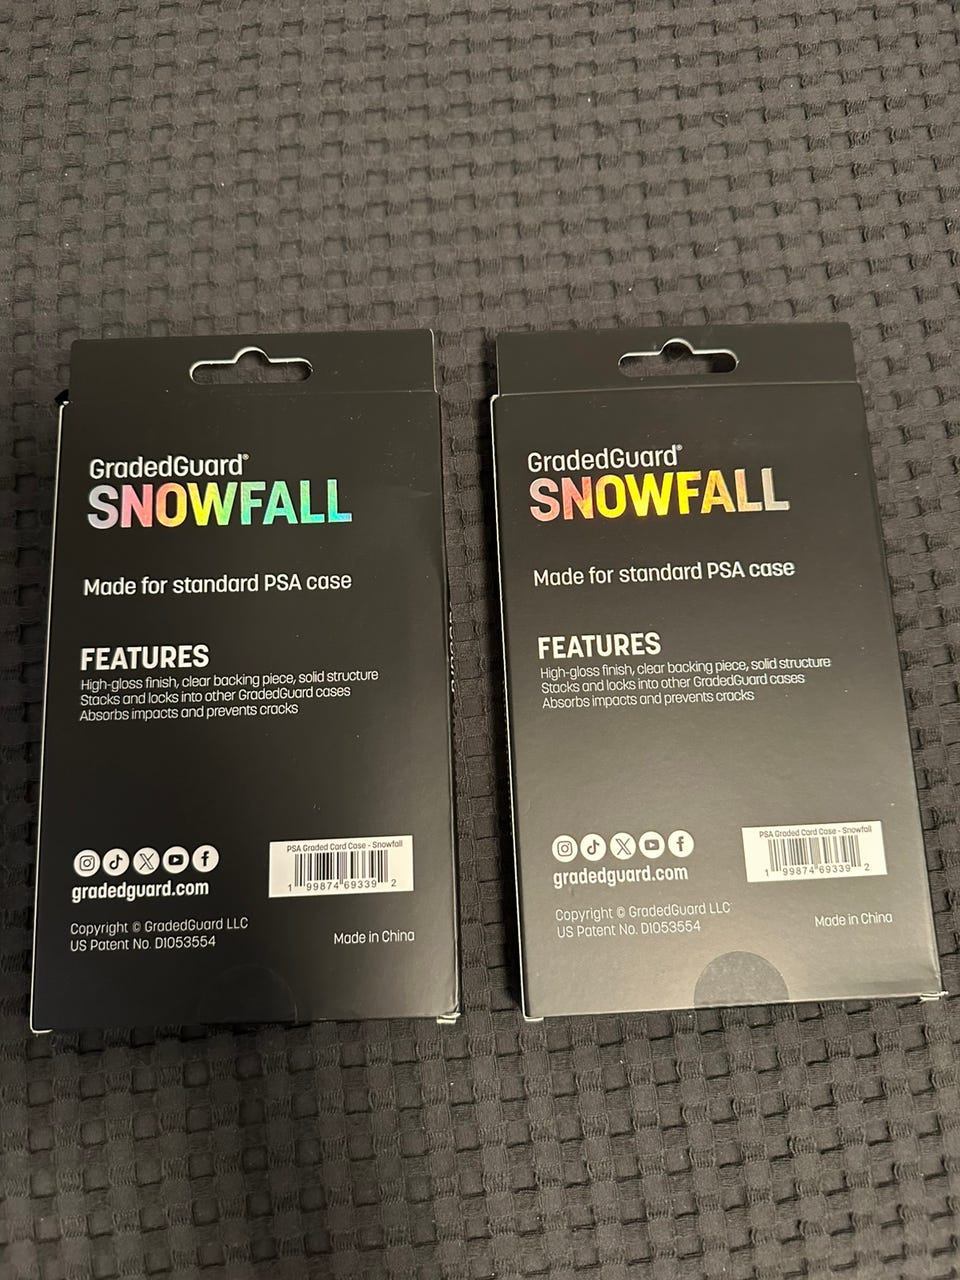 GradedGuard®
SNOWFALL
Made for standard PSA case
FEATURES
High-gloss finish, clear backing piece, solid structure
Stacks and locks into other GradedGuard cases
Absorbs impacts and prevents cracks
gradedguard.com
Copyright © GradedGuard LLC
US Patent No. D1053554
PSA Graded Card Case - Snowfall
1 99874 69339 2
Made in China
GradedGuard®
SNOWFALL
Made for standard PSA case
FEATURES
High-gloss finish, clear backing piece, solid structure
Stacks and locks into other GradedGuard cases
Absorbs impacts and prevents cracks
gradedguard.com
Copyright © GradedGuard LLC
US Patent No. D1053554
PSA Graded Card Case - Snowfall
1 99874 69339 2
Made in China